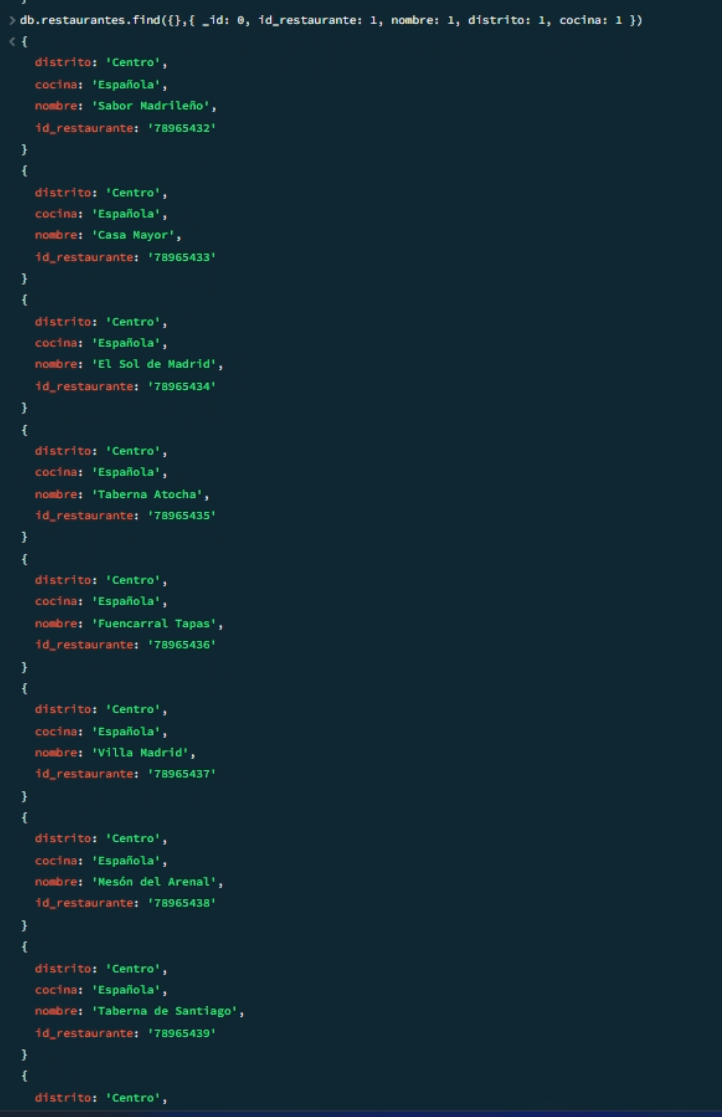 }
> db.restaurantes.find({},{ _id: 0, id_restaurante: 1, nombre: 1, distrito: 1, cocina: 1 })
< {
distrito: 'Centro',
cocina: 'Española',
nombre: 'Sabor Madrileño',
id_restaurante: '78965432'
}
{
distrito: 'Centro',
cocina: 'Española',
nombre: 'Casa Mayor',
id_restaurante: '78965433'
}
{
distrito: 'Centro',
cocina: 'Española',
nombre: 'El Sol de Madrid',
id_restaurante: '78965434'
}
{
distrito: 'Centro',
cocina: 'Española',
nombre: 'Taberna Atocha',
id_restaurante: '78965435'
}
{
distrito: 'Centro',
cocina: 'Española',
nombre: 'Fuencarral Tapas',
id_restaurante: '78965436'
}
{
distrito: 'Centro',
cocina: 'Española',
nombre: 'Villa Madrid',
id_restaurante: '78965437'
}
{
distrito: 'Centro',
cocina: 'Española',
nombre: 'Mesón del Arenal',
id_restaurante: '78965438'
}
{
distrito: 'Centro',
cocina: 'Española',
nombre: 'Taberna de Santiago',
id_restaurante: '78965439'
}
{
distrito: 'Centro',